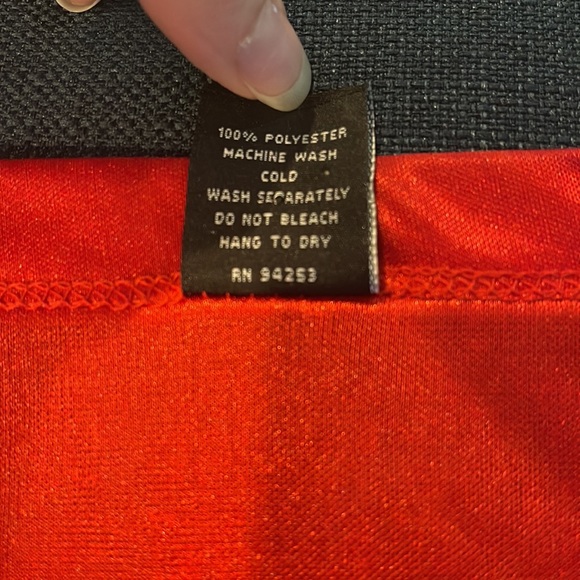 100% POLYESTER
MACHINE WASH
COLD
WASH SEPARATELY
DO NOT BLEACH
HANG TO DRY
RN 94253